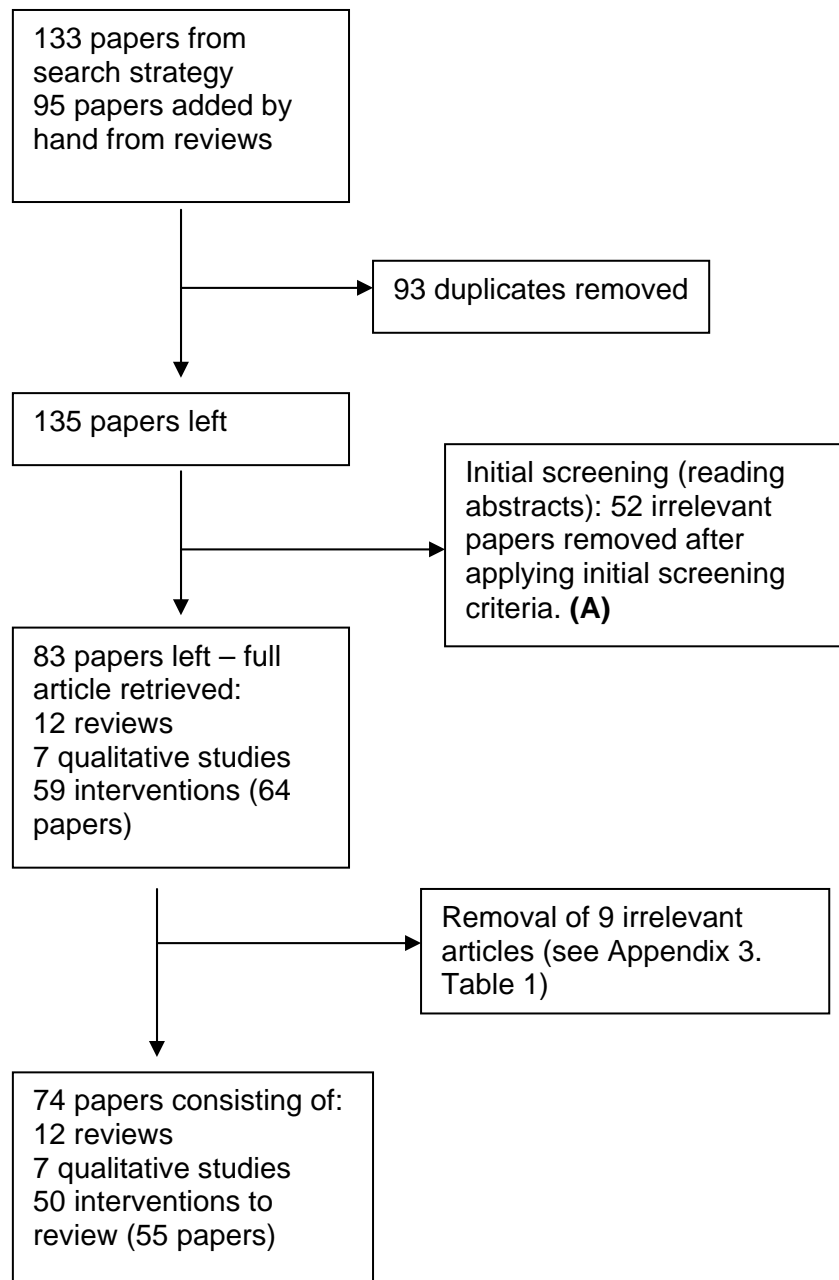 133 papers from
search strategy
95 papers added by
hand from reviews
93 duplicates removed
135 papers left
Initial screening (reading
abstracts): 52 irrelevant
papers removed after
applying initial screening
criteria. (A)
83 papers left – full
article retrieved:
12 reviews
7 qualitative studies
59 interventions (64
papers)
Removal of 9 irrelevant
articles (see Appendix 3.
Table 1)
74 papers consisting of:
12 reviews
7 qualitative studies
50 interventions to
review (55 papers)